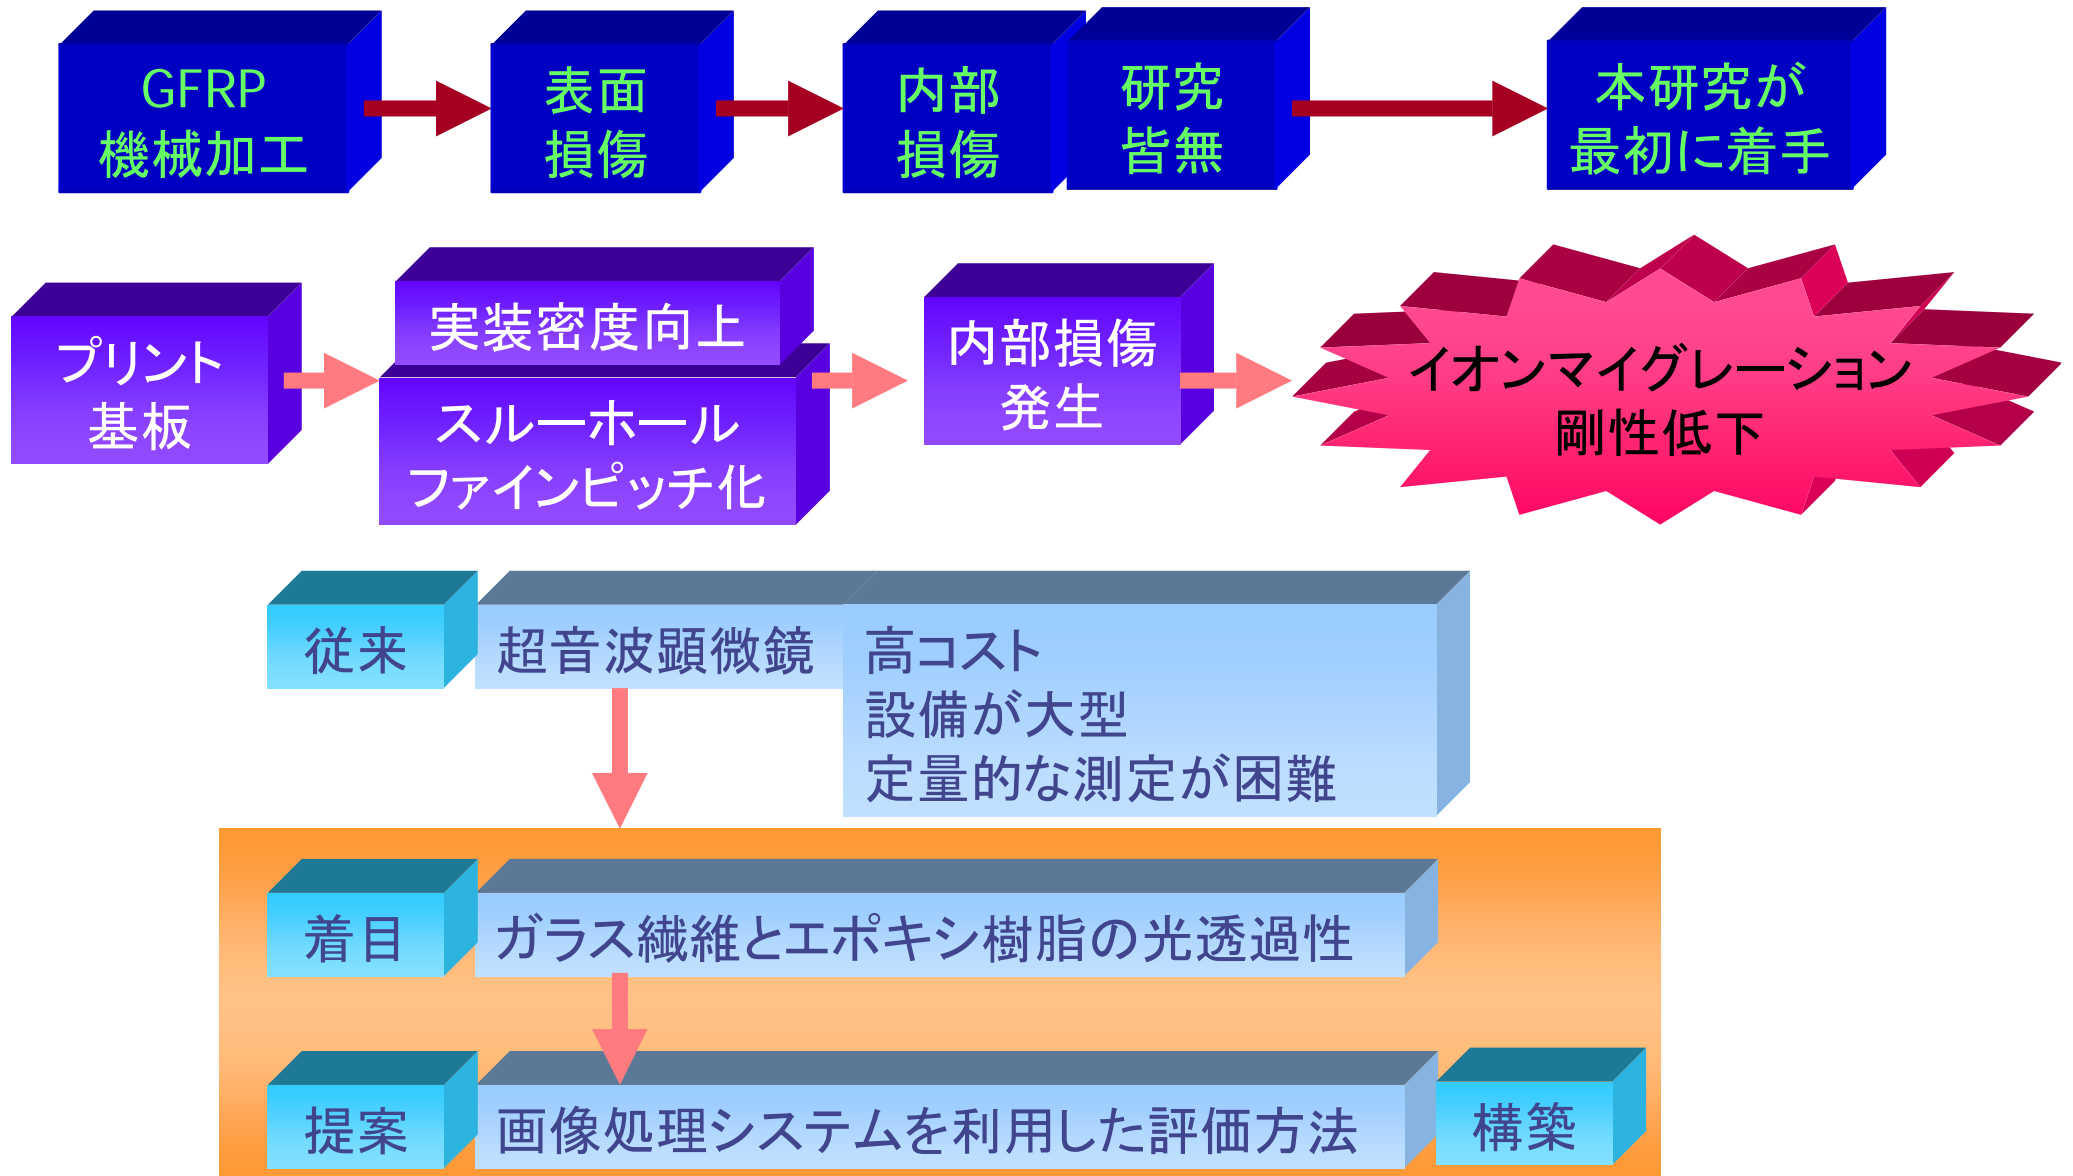 GFRP
機械加工
表面
損傷
内部
損傷
研究
皆無
本研究が
最初に着手
プリント
基板
実装密度向上
スルーホール
ファインピッチ化
内部損傷
発生
イオンマイグレーション
剛性低下
従来
超音波顕微鏡
高コスト
設備が大型
定量的な測定が困難
着目
ガラス繊維とエポキシ樹脂の光透過性
提案
画像処理システムを利用した評価方法
構築